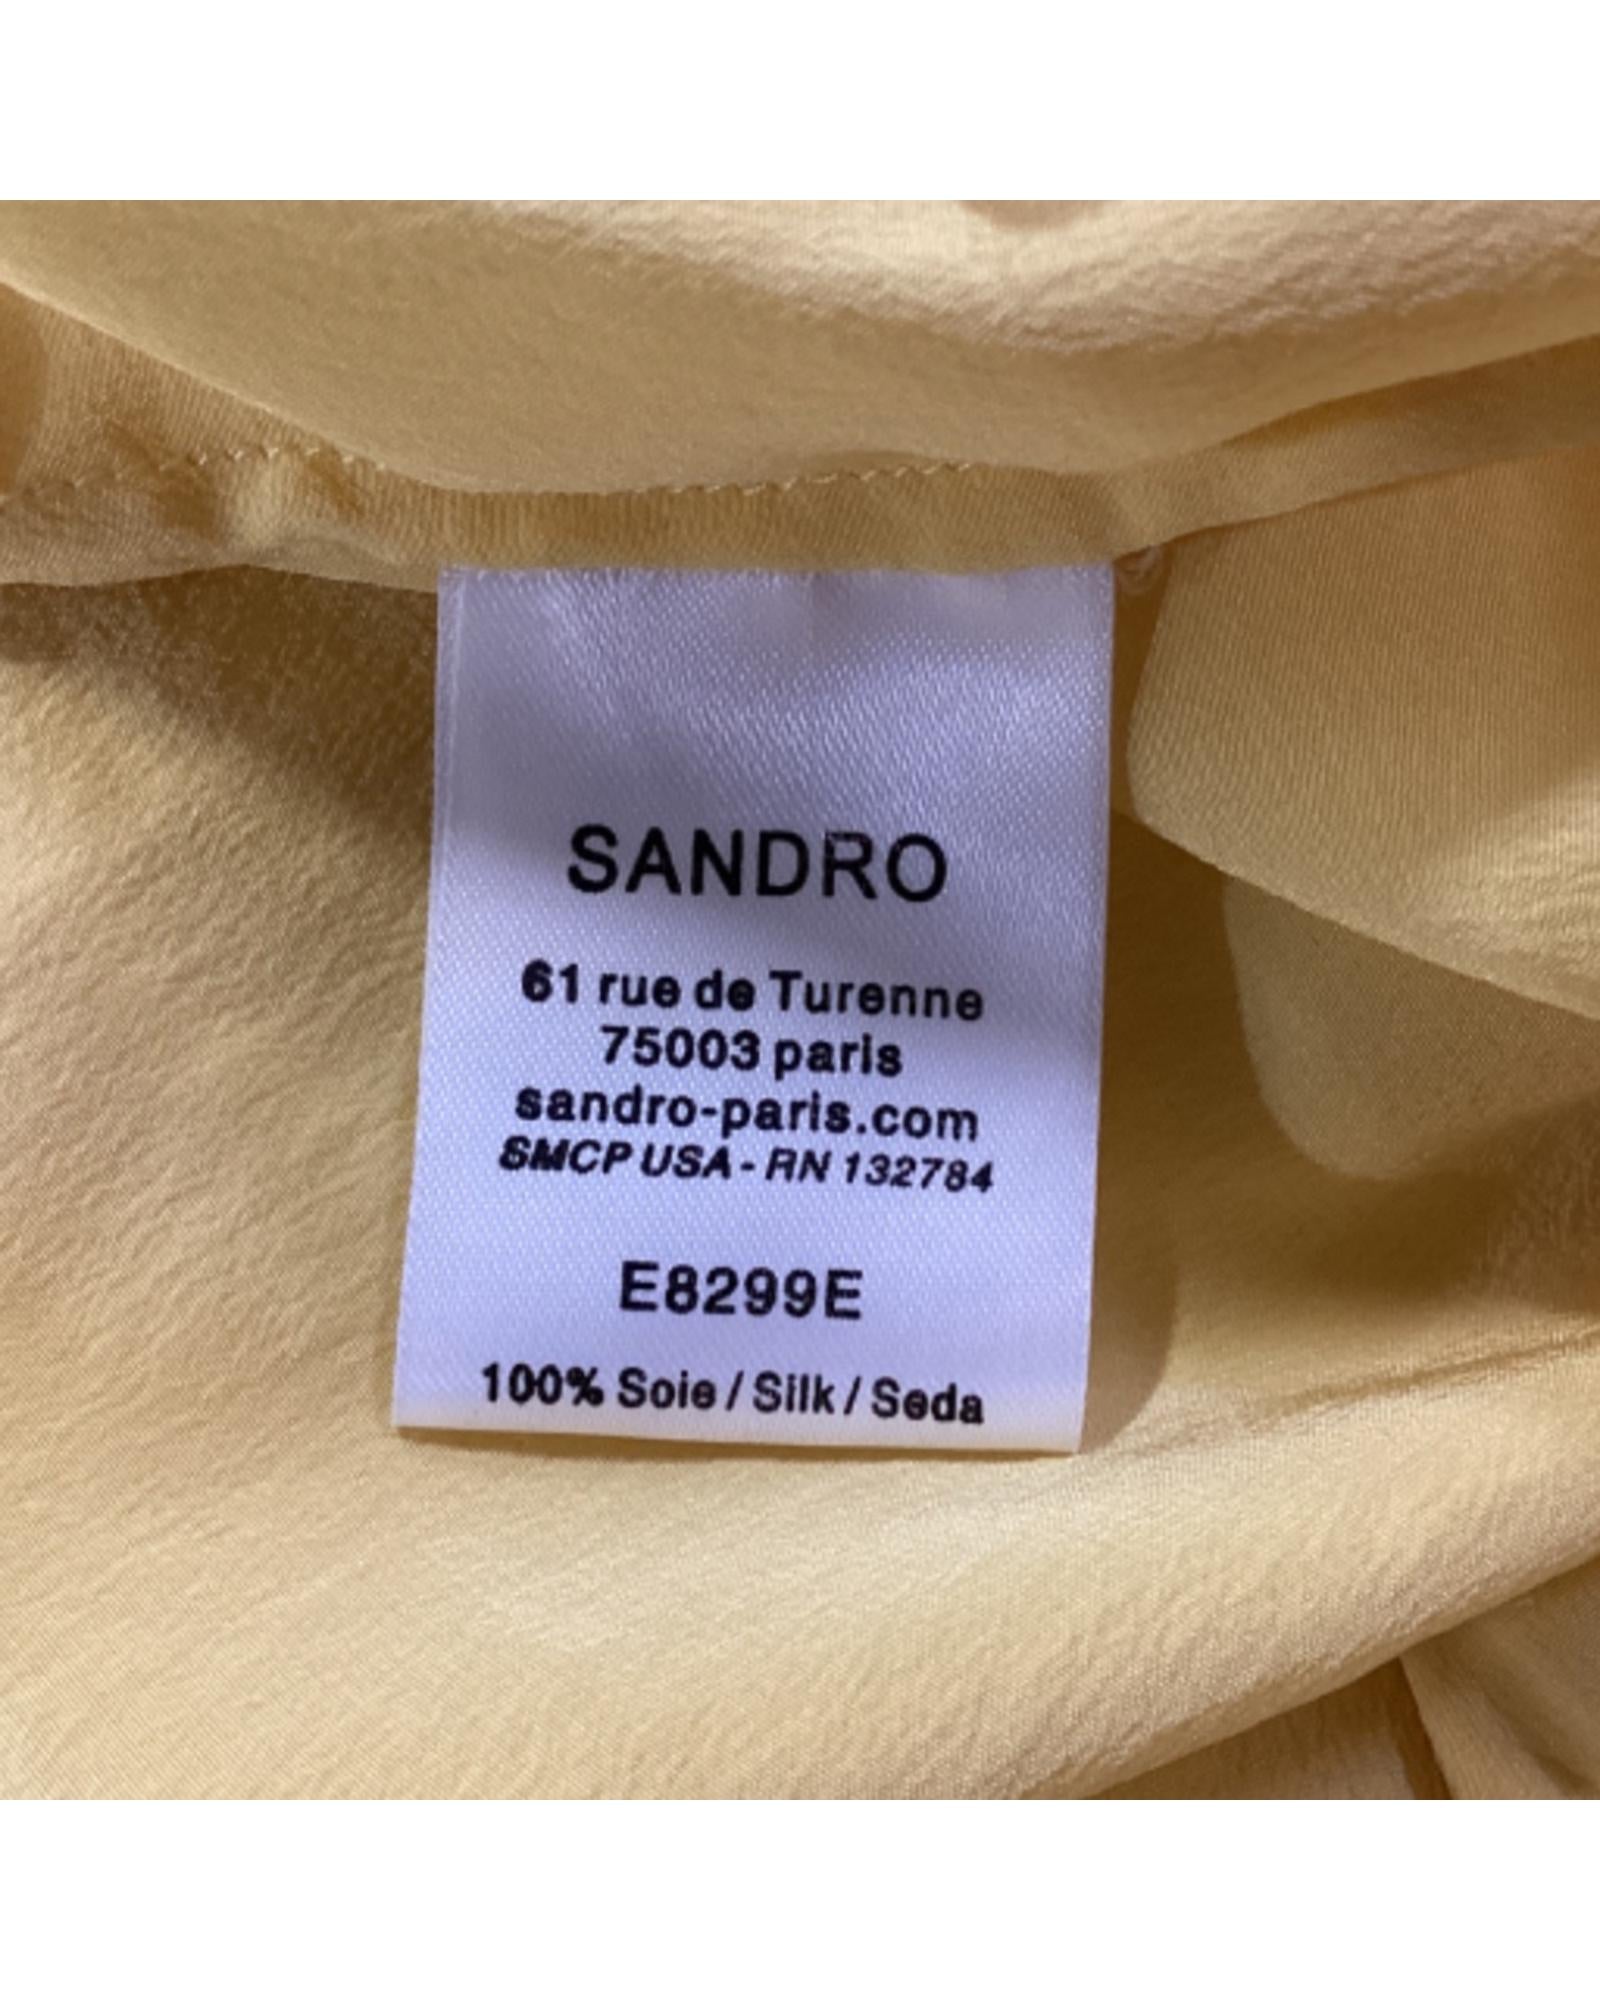 SANDRO
61 rue de Turenne
75003 paris
sandro-paris.com
SMCP USA - RN 132784
E8299E
100% Soie / Silk / Seda